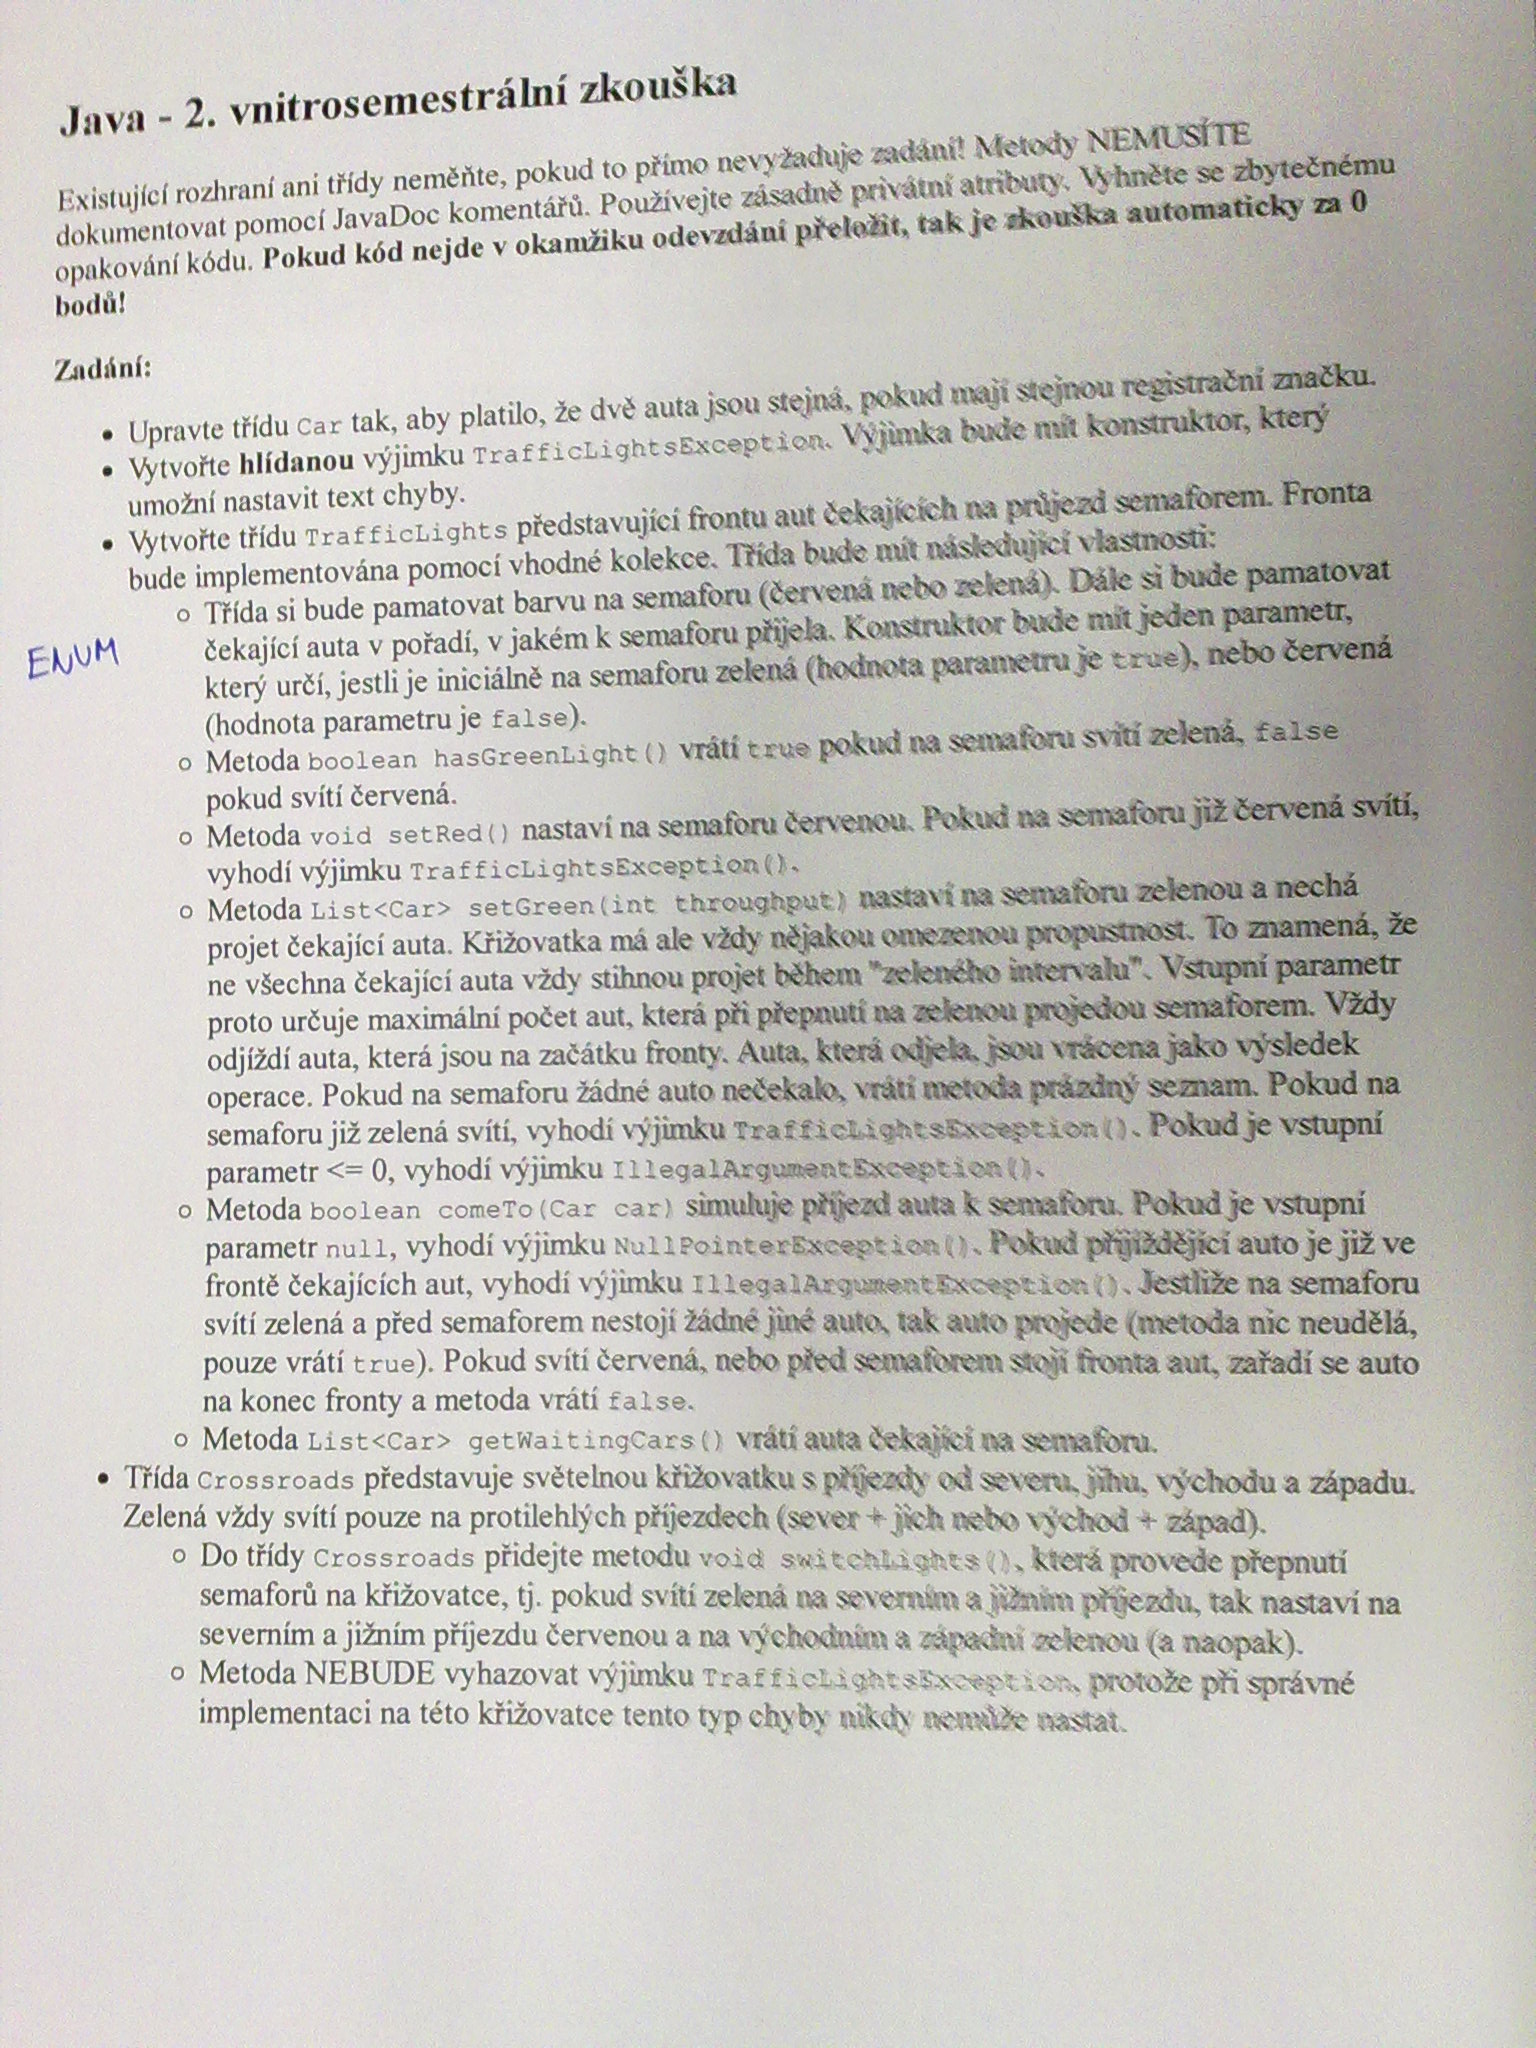 Java - 2. vnitrosemestrální zkouška
Existující rozhraní ani třídy neměňte, pokud to přímo nevyžaduje zadání! Metody NEMUSÍTE
dokumentovat pomocí JavaDoc komentářů. Používejte zásadně privátní atributy. Vyhněte se zbytečnému
opakování kódu. Pokud kód nejde v okamžiku odevzdání přeložit, tak je zkouška automaticky za 0
bodů!
Zadání:
• Upravte třídu Car tak, aby platilo, že dvě auta jsou stejná, pokud mají stejnou registrační značku.
• Vytvořte hlídanou výjimku TrafficLightsException. Výjimka bude mít konstruktor, který
umožní nastavit text chyby.
• Vytvořte třídu TrafficLights představující frontu aut čekajících na průjezd semaforem. Fronta
bude implementována pomocí vhodné kolekce. Třída bude mít následující vlastnosti:
o Třída si bude pamatovat barvu na semaforu (červená nebo zelená). Dále si bude pamatovat
ENUM
čekající auta v pořadí, v jakém k semaforu přijela. Konstruktor bude mít jeden parametr,
který určí, jestli je iniciálně na semaforu zelená (hodnota parametru je true), nebo červená
(hodnota parametru je false).
o Metoda boolean hasGreenLight() vrátí true pokud na semaforu svítí zelená, false
pokud svítí červená.
o Metoda void setRed() nastaví na semaforu červenou. Pokud na semaforu již červená svítí,
vyhodí výjimku TrafficLightsException().
o Metoda List<Car> setGreen(int throughput) nastaví na semaforu zelenou a nechá
projet čekající auta. Křižovatka má ale vždy nějakou omezenou propustnost. To znamená, že
ne všechna čekající auta vždy stihnou projet během "zeleného intervalu". Vstupní parametr
proto určuje maximální počet aut, která při přepnutí na zelenou projedou semaforem. Vždy
odjíždí auta, která jsou na začátku fronty. Auta, která odjela, jsou vrácena jako výsledek
operace. Pokud na semaforu žádné auto nečekalo, vrátí metoda prázdný seznam. Pokud na
semaforu již zelená svítí, vyhodí výjimku TrafficLightsException(). Pokud je vstupní
parametr <= 0, vyhodí výjimku IllegalArgumentException().
o Metoda boolean comeTo(Car car) simuluje příjezd auta k semaforu. Pokud je vstupní
parametr null, vyhodí výjimku NullPointerException(). Pokud přijíždějící auto je již ve
frontě čekajících aut, vyhodí výjimku IllegalArgumentException(). Jestliže na semaforu
svítí zelená a před semaforem nestojí žádné jiné auto, tak auto projede (metoda nic neudělá,
pouze vrátí true). Pokud svítí červená, nebo před semaforem stojí fronta aut, zařadí se auto
na konec fronty a metoda vrátí false.
o Metoda List<Car> getWaitingCars() vrátí auta čekající na semaforu.
• Třída Crossroads představuje světelnou křižovatku s příjezdy od severu, jihu, východu a západu.
Zelená vždy svítí pouze na protilehlých příjezdech (sever + jich nebo východ + západ).
o Do třídy Crossroads přidejte metodu void switchLights(), která provede přepnutí
semaforů na křižovatce, tj. pokud svítí zelená na severním a jižním příjezdu, tak nastaví na
severním a jižním příjezdu červenou a na východním a západní zelenou (a naopak).
o Metoda NEBUDE vyhazovat výjimku TrafficLightsException, protože při správné
implementaci na této křižovatce tento typ chyby nikdy nemůže nastat.